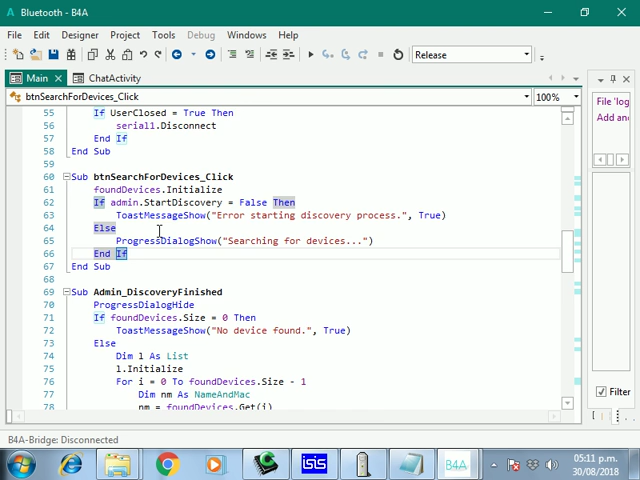 Bluetooth - B4A
File Edit Designer Project Tools Debug Windows Help
Release
Main ChatActivity
btnSearchForDevices_Click 100%
55 If UserClosed = True Then
56 serial1.Disconnect
57 End If
58 End Sub
59
60 Sub btnSearchForDevices_Click
61 foundDevices.Initialize
62 If admin.StartDiscovery = False Then
63 ToastMessageShow("Error starting discovery process.", True)
64 Else
65 ProgressDialogShow("Searching for devices...")
66 End If
67 End Sub
68
69 Sub Admin_DiscoveryFinished
70 ProgressDialogHide
71 If foundDevices.Size = 0 Then
72 ToastMessageShow("No device found.", True)
73 Else
74 Dim l As List
75 l.Initialize
76 For i = 0 To foundDevices.Size - 1
77 Dim nm As NameAndMac
78 nm = foundDevices.Get(i)
File 'log
Add anc
Filter
B4A-Bridge: Disconnected
isis
B4A
05:11 p.m.
30/08/2018